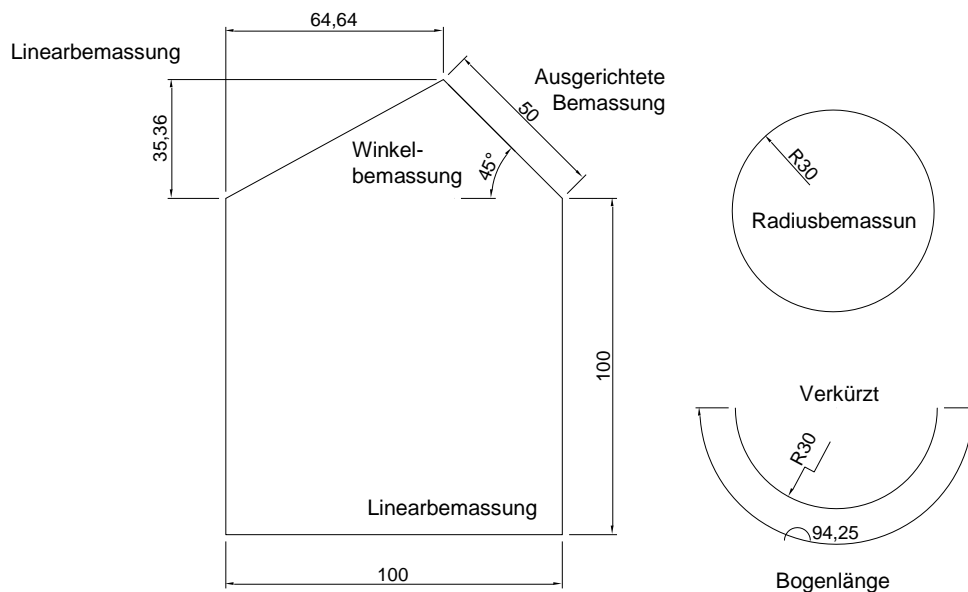 64,64
Linearbemassung
35,36
Ausgerichtete
Bemassung
50
Winkel-
bemassung
45°
R30
Radiusbemassun
100
Verkürzt
R30
Linearbemassung
94,25
100
Bogenlänge